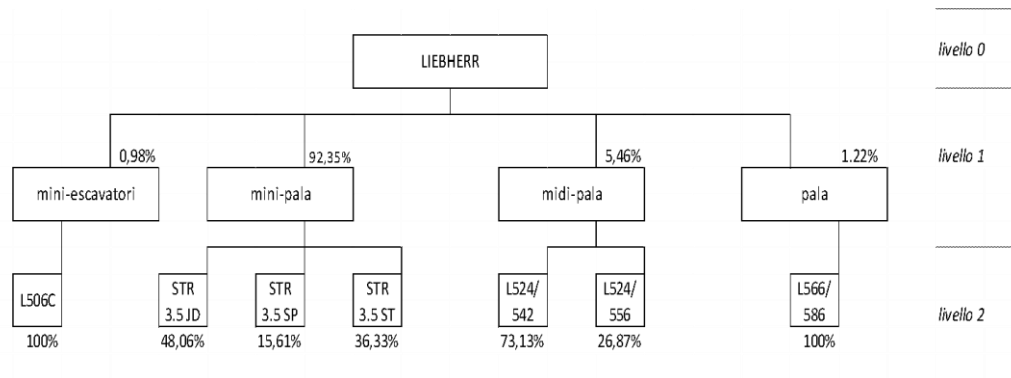 LIEBHERR
livello 0
0,98%
92,35%
5,46%
1.22%
livello 1
mini-escavatori
mini-pala
midi-pala
pala
L506C
STR
3.5 JD
STR
3.5 SP
STR
3.5 ST
L524/
542
L524/
556
L566/
586
livello 2
100%
48,06%
15,61%
36,33%
73,13%
26,87%
100%